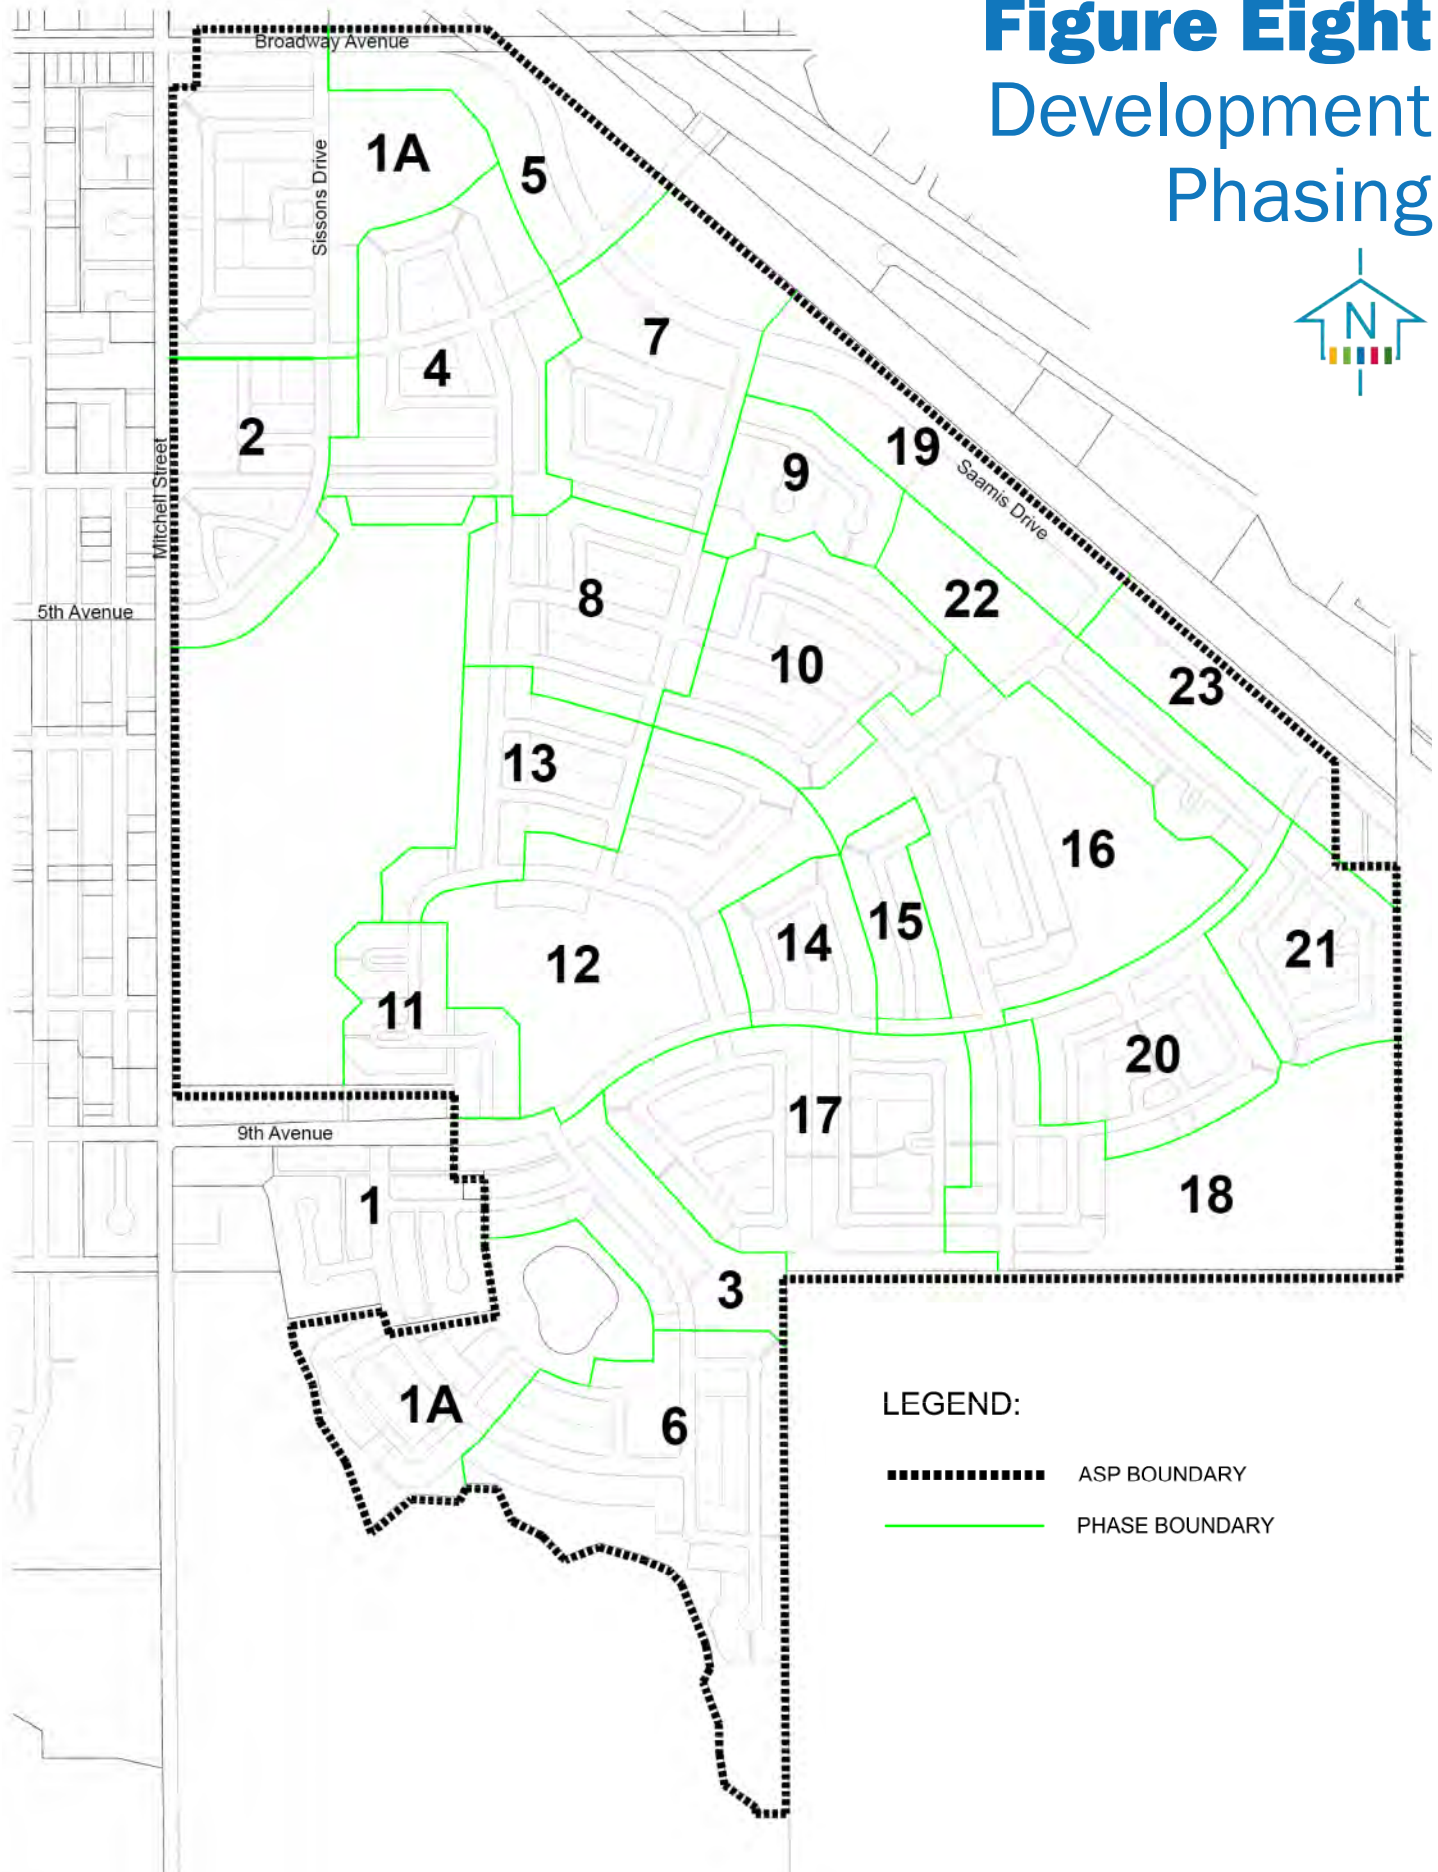 Figure Eight
Development
Phasing
N
Broadway Avenue
1A
5
Sissons Drive
7
4
2
19
9
Saamis Drive
Mitchell Street
5th Avenue
8
22
10
23
13
16
15
14
21
12
11
20
17
9th Avenue
18
1
3
1A
6
LEGEND:
ASP BOUNDARY
PHASE BOUNDARY